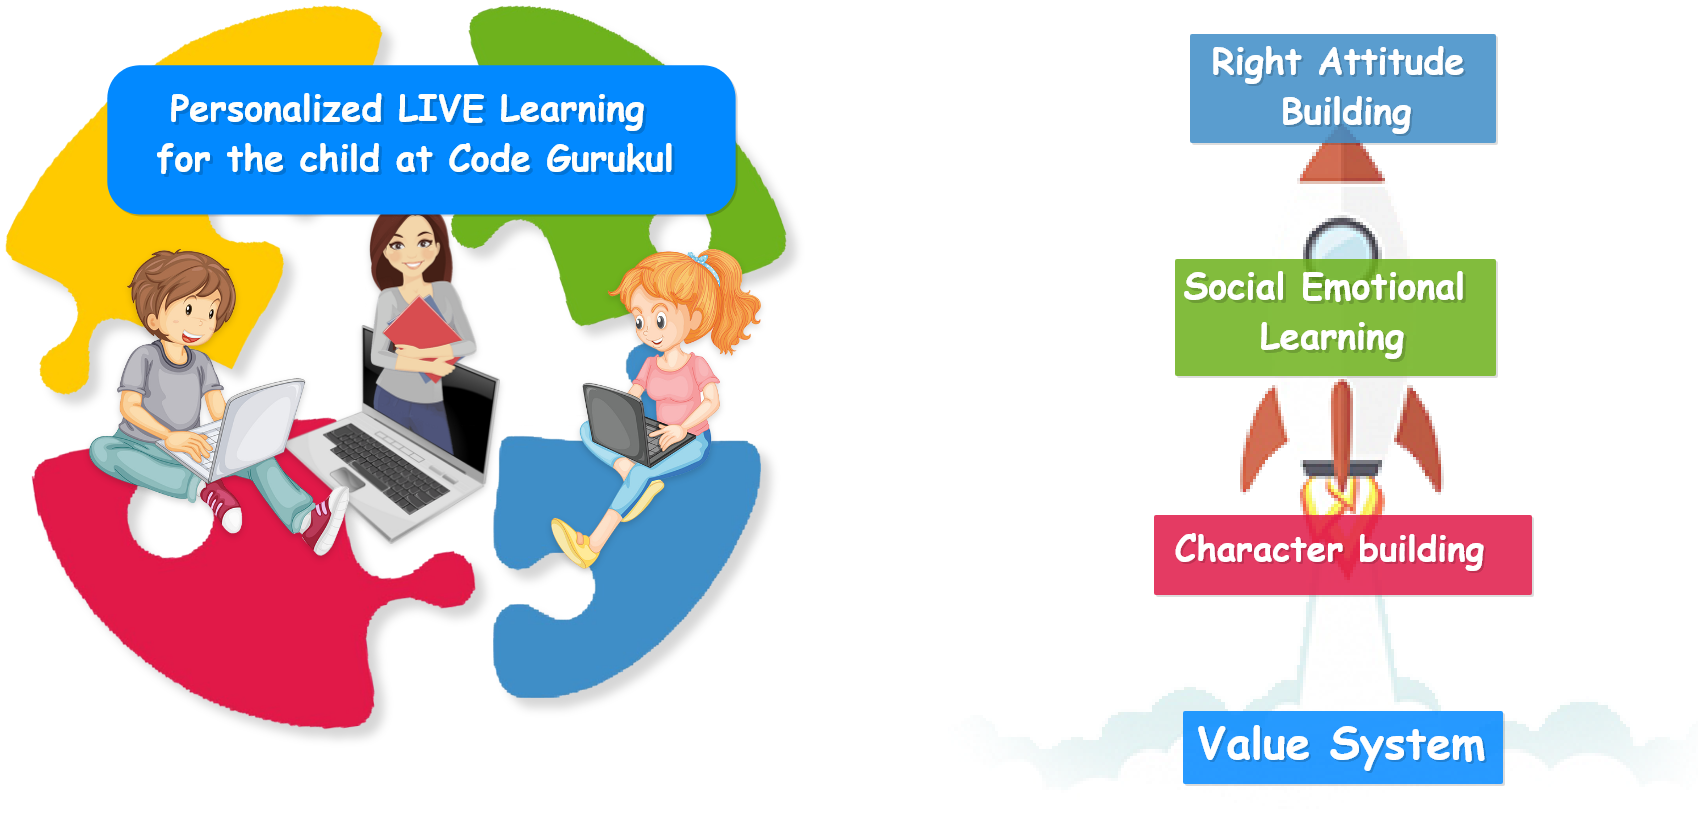 Personalized LIVE Learning
for the child at Code Gurukul
Right Attitude
Building
Social Emotional
Learning
Character building
Value System